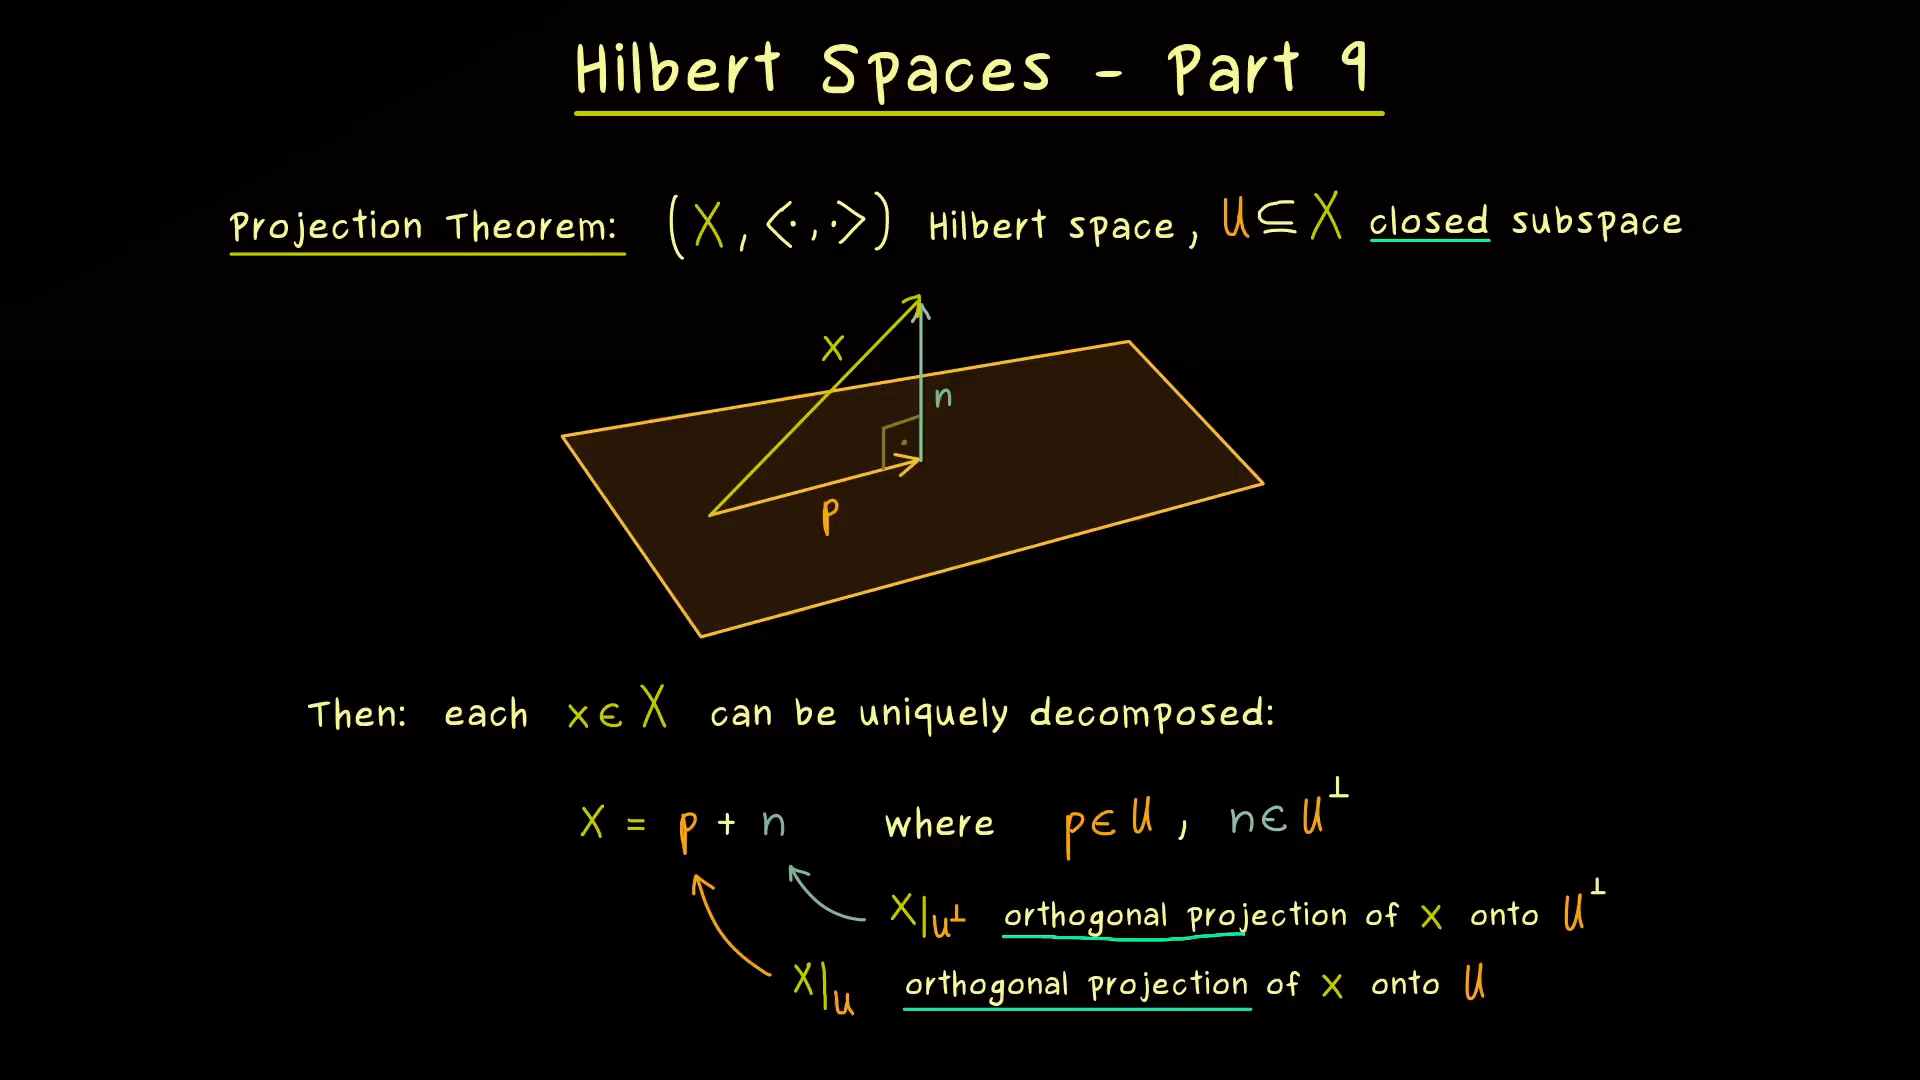 Hilbert Spaces - Part 9
Projection Theorem: (X, <·,·>) Hilbert space, U ⊆ X closed subspace
x
n
p
Then: each x ∈ X can be uniquely decomposed:
x = p + n where p ∈ U, n ∈ U^⊥
x|_{U^⊥} orthogonal projection of x onto U^⊥
x|_U orthogonal projection of x onto U